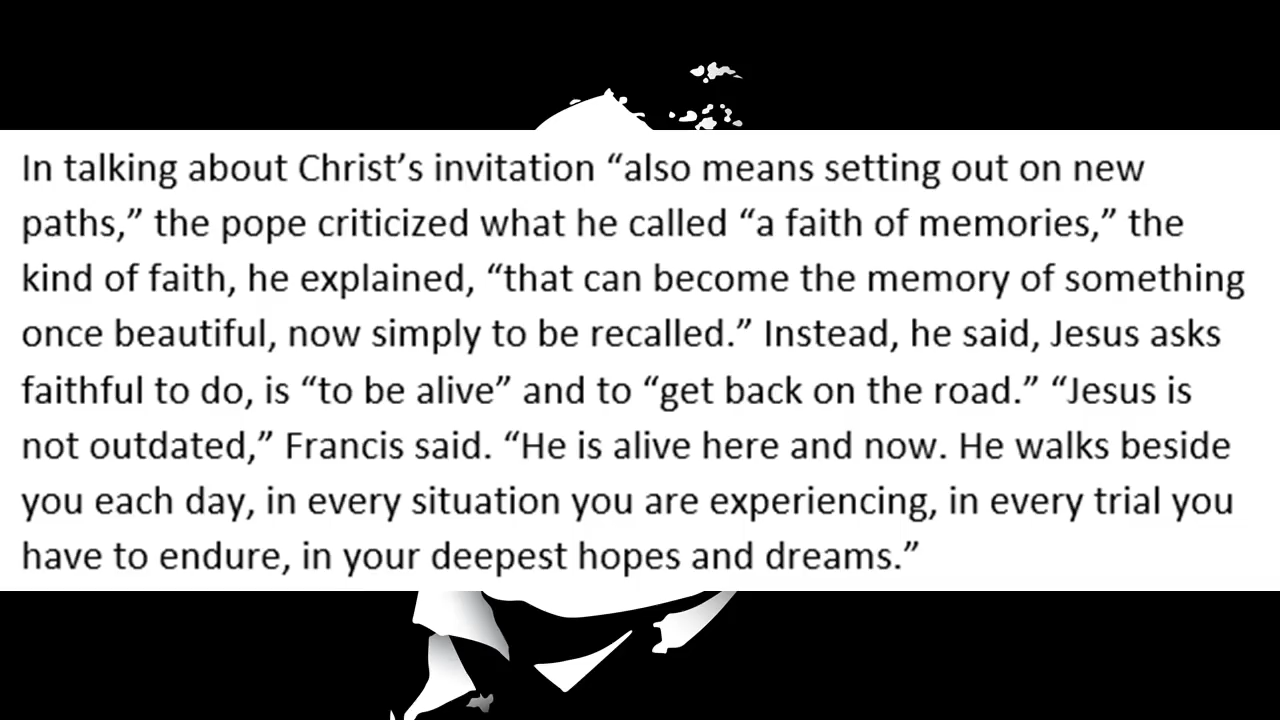 In talking about Christ’s invitation “also means setting out on new
paths,” the pope criticized what he called “a faith of memories,” the
kind of faith, he explained, “that can become the memory of something
once beautiful, now simply to be recalled.” Instead, he said, Jesus asks
faithful to do, is “to be alive” and to “get back on the road.” “Jesus is
not outdated,” Francis said. “He is alive here and now. He walks beside
you each day, in every situation you are experiencing, in every trial you
have to endure, in your deepest hopes and dreams.”